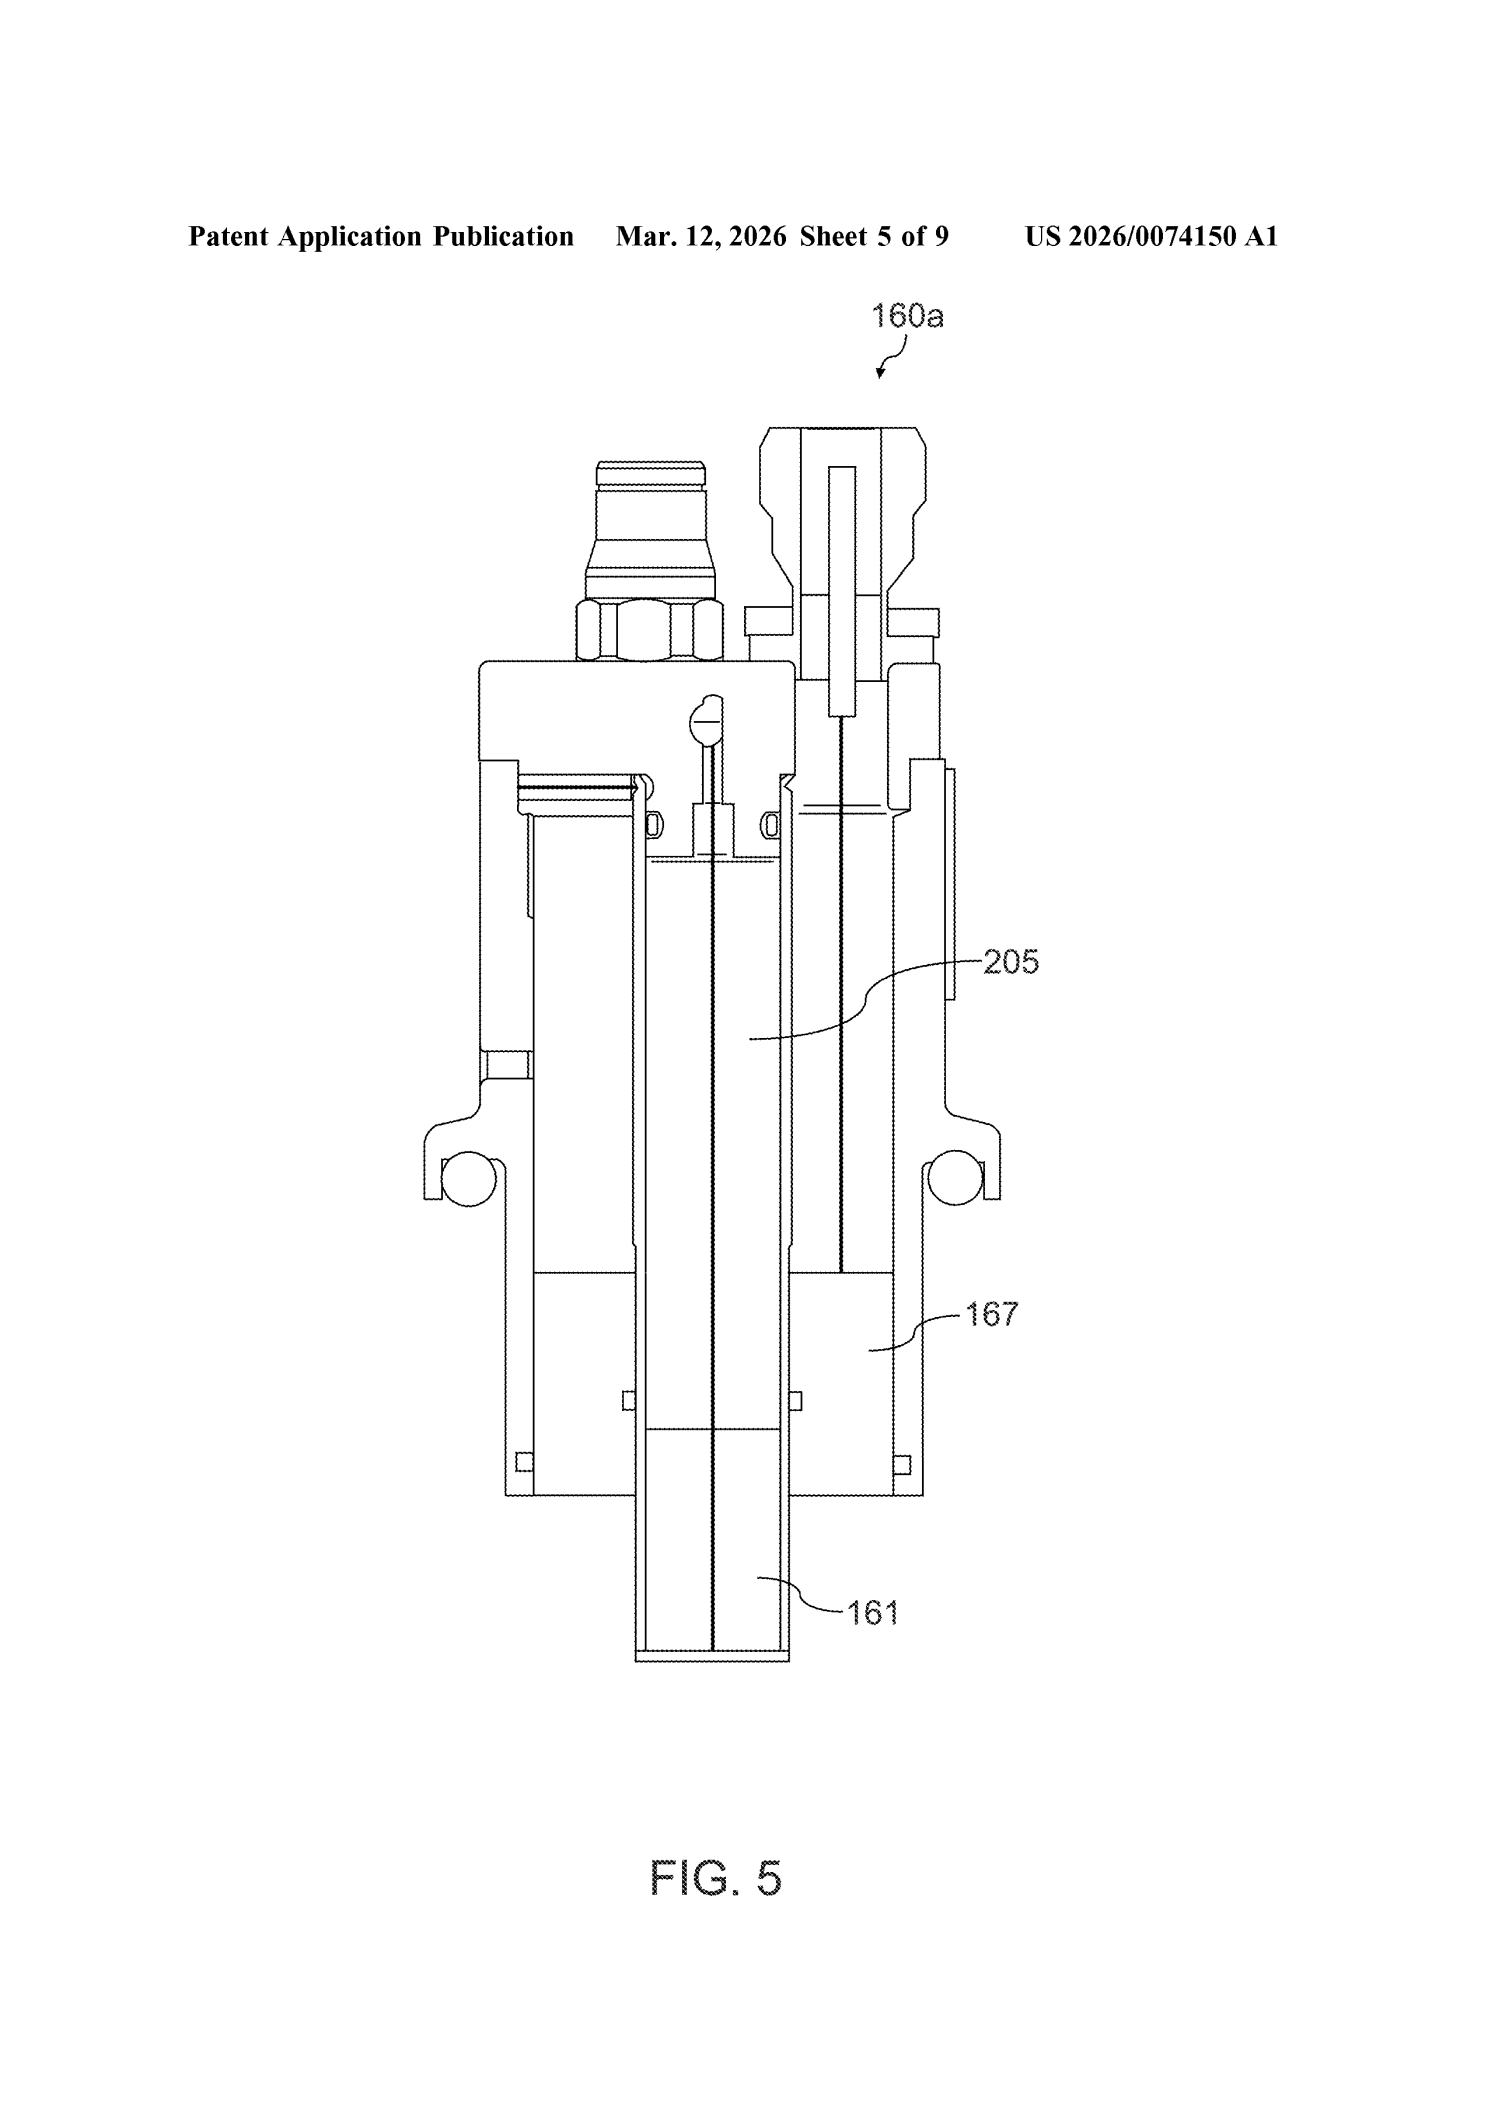 Patent Application Publication Mar. 12, 2026 Sheet 5 of 9 US 2026/0074150 A1
160a
205
167
161
FIG. 5